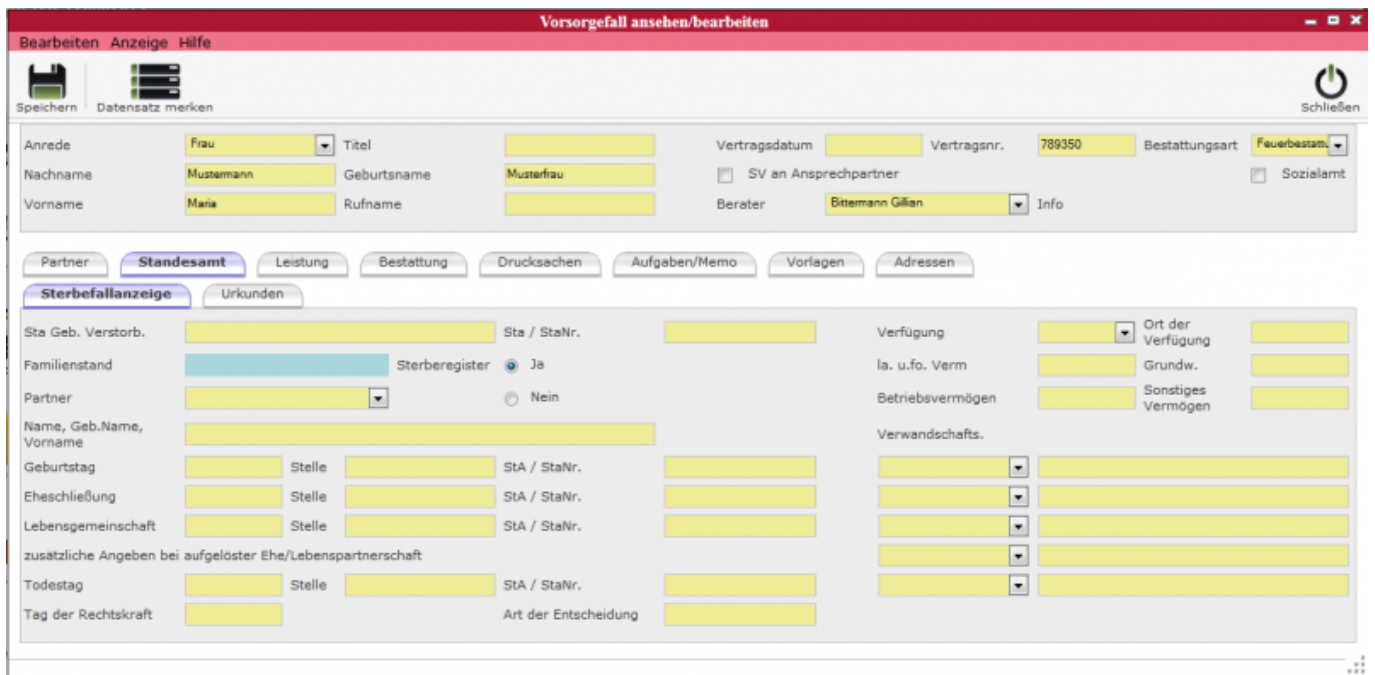 Vorsorgefall ansehen/bearbeiten
Bearbeiten Anzeige Hilfe
Speichern Datensatz merken Schließen
Anrede Frau Titel Vertragsdatum Vertragsnr. 789350 Bestattungsart Feuerbestattu
Nachname Mustermann Geburtsname Musterfrau SV an Ansprechpartner Sozialamt
Vorname Maria Rufname Berater Bittermann Gillian Info
Partner Standesamt Leistung Bestattung Drucksachen Aufgaben/Memo Vorlagen Adressen
Sterbefallanzeige Urkunden
Sta Geb. Verstorb. Sta / StaNr. Verfügung Ort der
Verfügung
Familienstand Sterberegister Ja la. u.fo. Verm Grundw.
Partner Nein Betriebsvermögen Sonstiges
Vermögen
Name, Geb.Name,
Vorname Verwandschafts.
Geburtstag Stelle StA / StaNr.
Eheschließung Stelle StA / StaNr.
Lebensgemeinschaft Stelle StA / StaNr.
zusätzliche Angeben bei aufgelöster Ehe/Lebenspartnerschaft
Todestag Stelle StA / StaNr.
Tag der Rechtskraft Art der Entscheidung